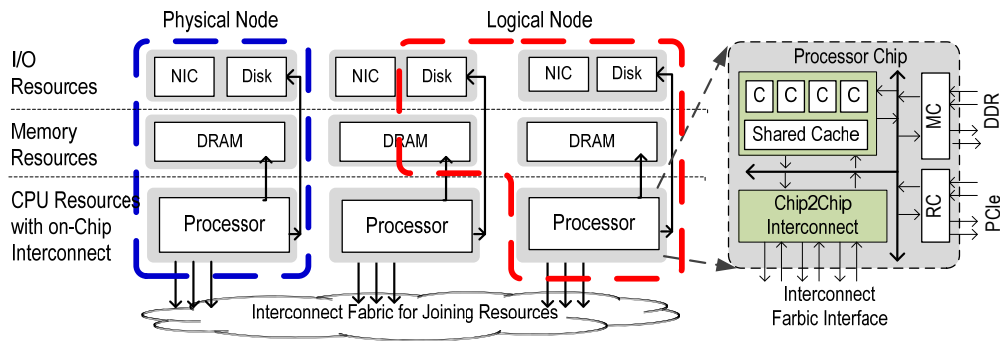 Physical Node
Logical Node
I/O
Resources
NIC
Disk
NIC
Disk
NIC
Disk
Memory
Resources
DRAM
DRAM
DRAM
CPU Resources
with on-Chip
Interconnect
Processor
Processor
Processor
Interconnect Fabric for Joining Resources
Processor Chip
C C C C
Shared Cache
Chip2Chip
Interconnect
MC
DDR
RC
PCIe
Interconnect
Farbic Interface